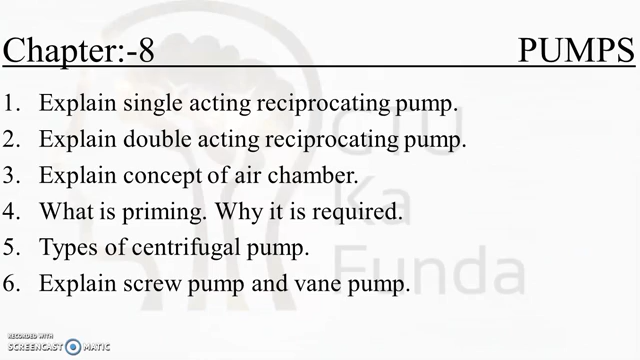 Chapter:-8 PUMPS
1. Explain single acting reciprocating pump.
2. Explain double acting reciprocating pump.
3. Explain concept of air chamber.
4. What is priming. Why it is required.
5. Types of centrifugal pump.
6. Explain screw pump and vane pump.
GTU
Ka
Funda
RECORDED WITH
SCREENCAST MATIC